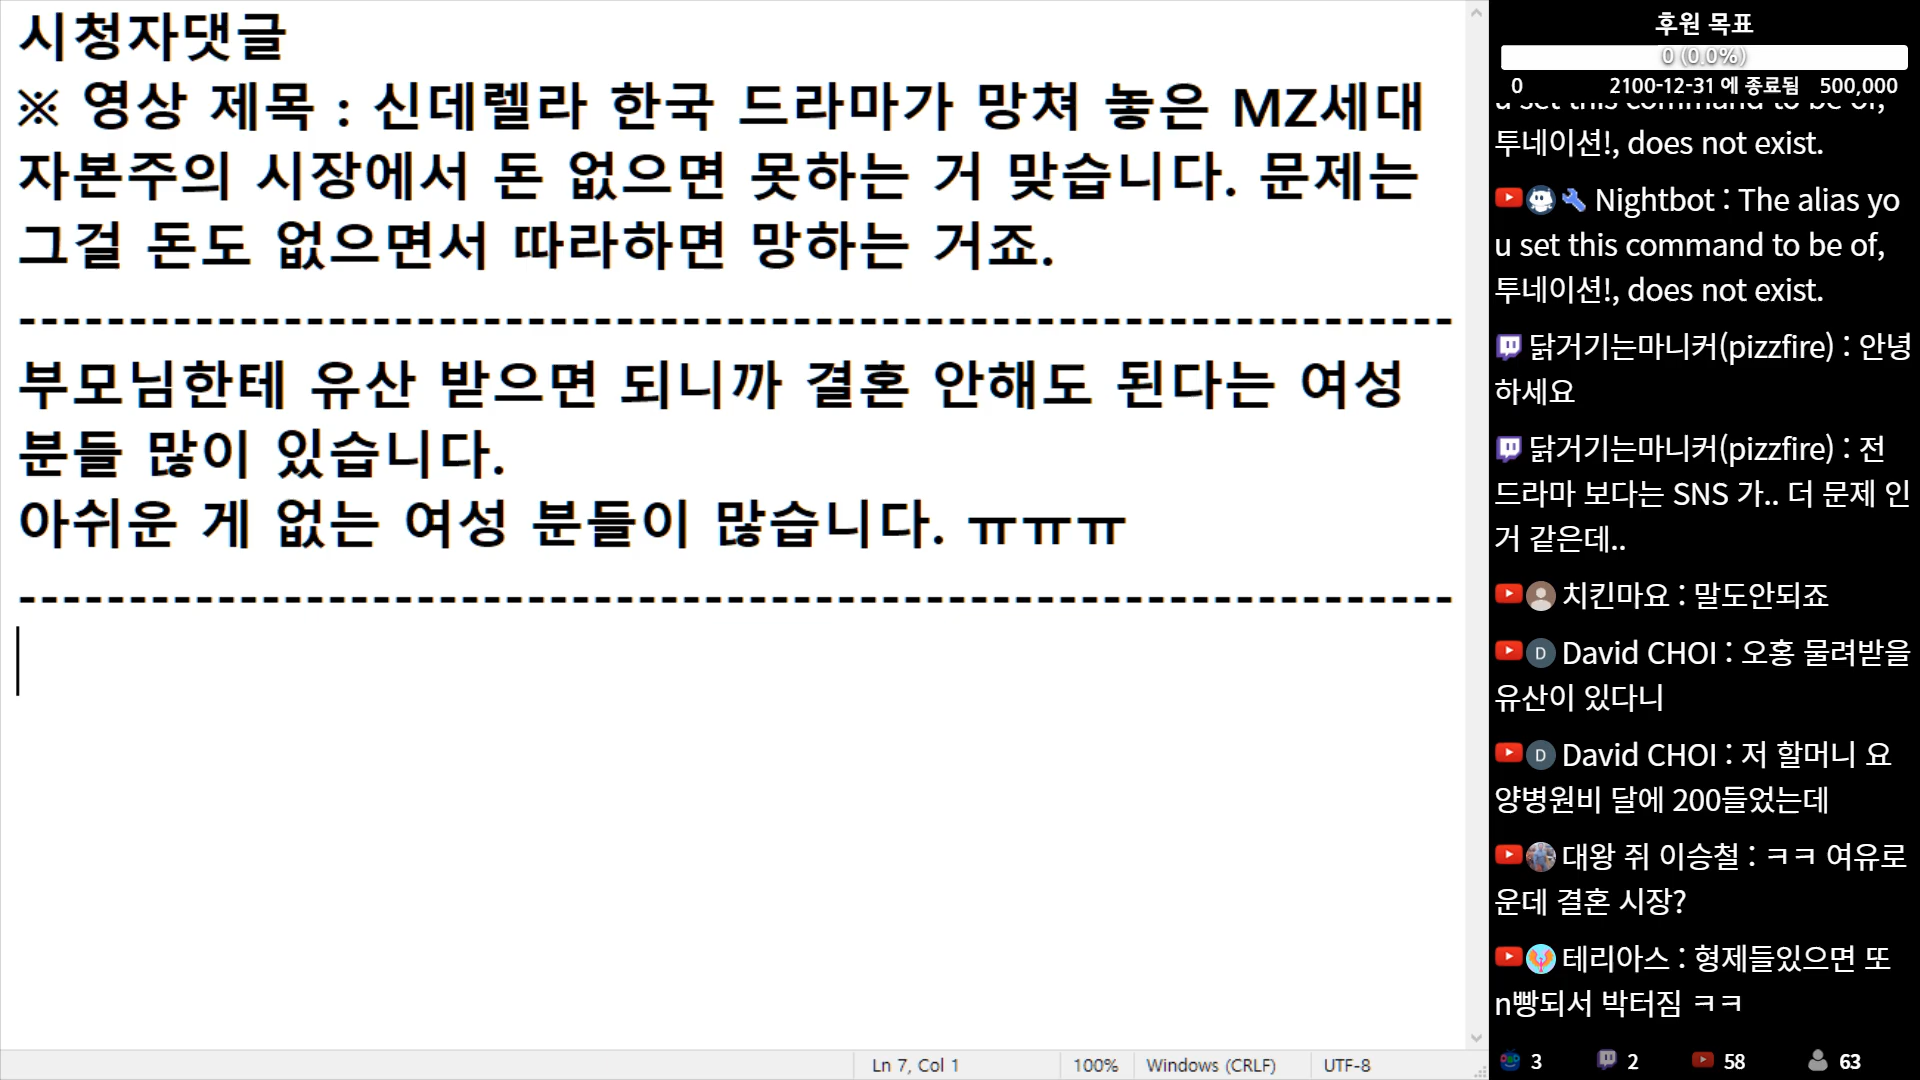 시청자댓글
※ 영상 제목 : 신데렐라 한국 드라마가 망쳐 놓은 MZ세대
자본주의 시장에서 돈 없으면 못하는 거 맞습니다. 문제는
그걸 돈도 없으면서 따라하면 망하는 거죠.
-----------------------------------------------------------------
부모님한테 유산 받으면 되니까 결혼 안해도 된다는 여성
분들 많이 있습니다.
아쉬운 게 없는 여성 분들이 많습니다. ㅠㅠㅠ
-----------------------------------------------------------------
Ln 7, Col 1
100%
Windows (CRLF)
UTF-8
후원 목표
0 (0.0%)
0 2100-12-31 에 종료됨 500,000
u set this command to be of,
투네이션!, does not exist.
Nightbot : The alias yo
u set this command to be of,
투네이션!, does not exist.
닭거기는마니커(pizzfire) : 안녕
하세요
닭거기는마니커(pizzfire) : 전
드라마 보다는 SNS 가.. 더 문제 인
거 같은데..
치킨마요 : 말도안되죠
D David CHOI : 오홍 물려받을
유산이 있다니
D David CHOI : 저 할머니 요
양병원비 달에 200들었는데
대왕 쥐 이승철 : ㅋㅋ 여유로
운데 결혼 시장?
테리아스 : 형제들있으면 또
n빵되서 박터짐 ㅋㅋ
3 2 58 63